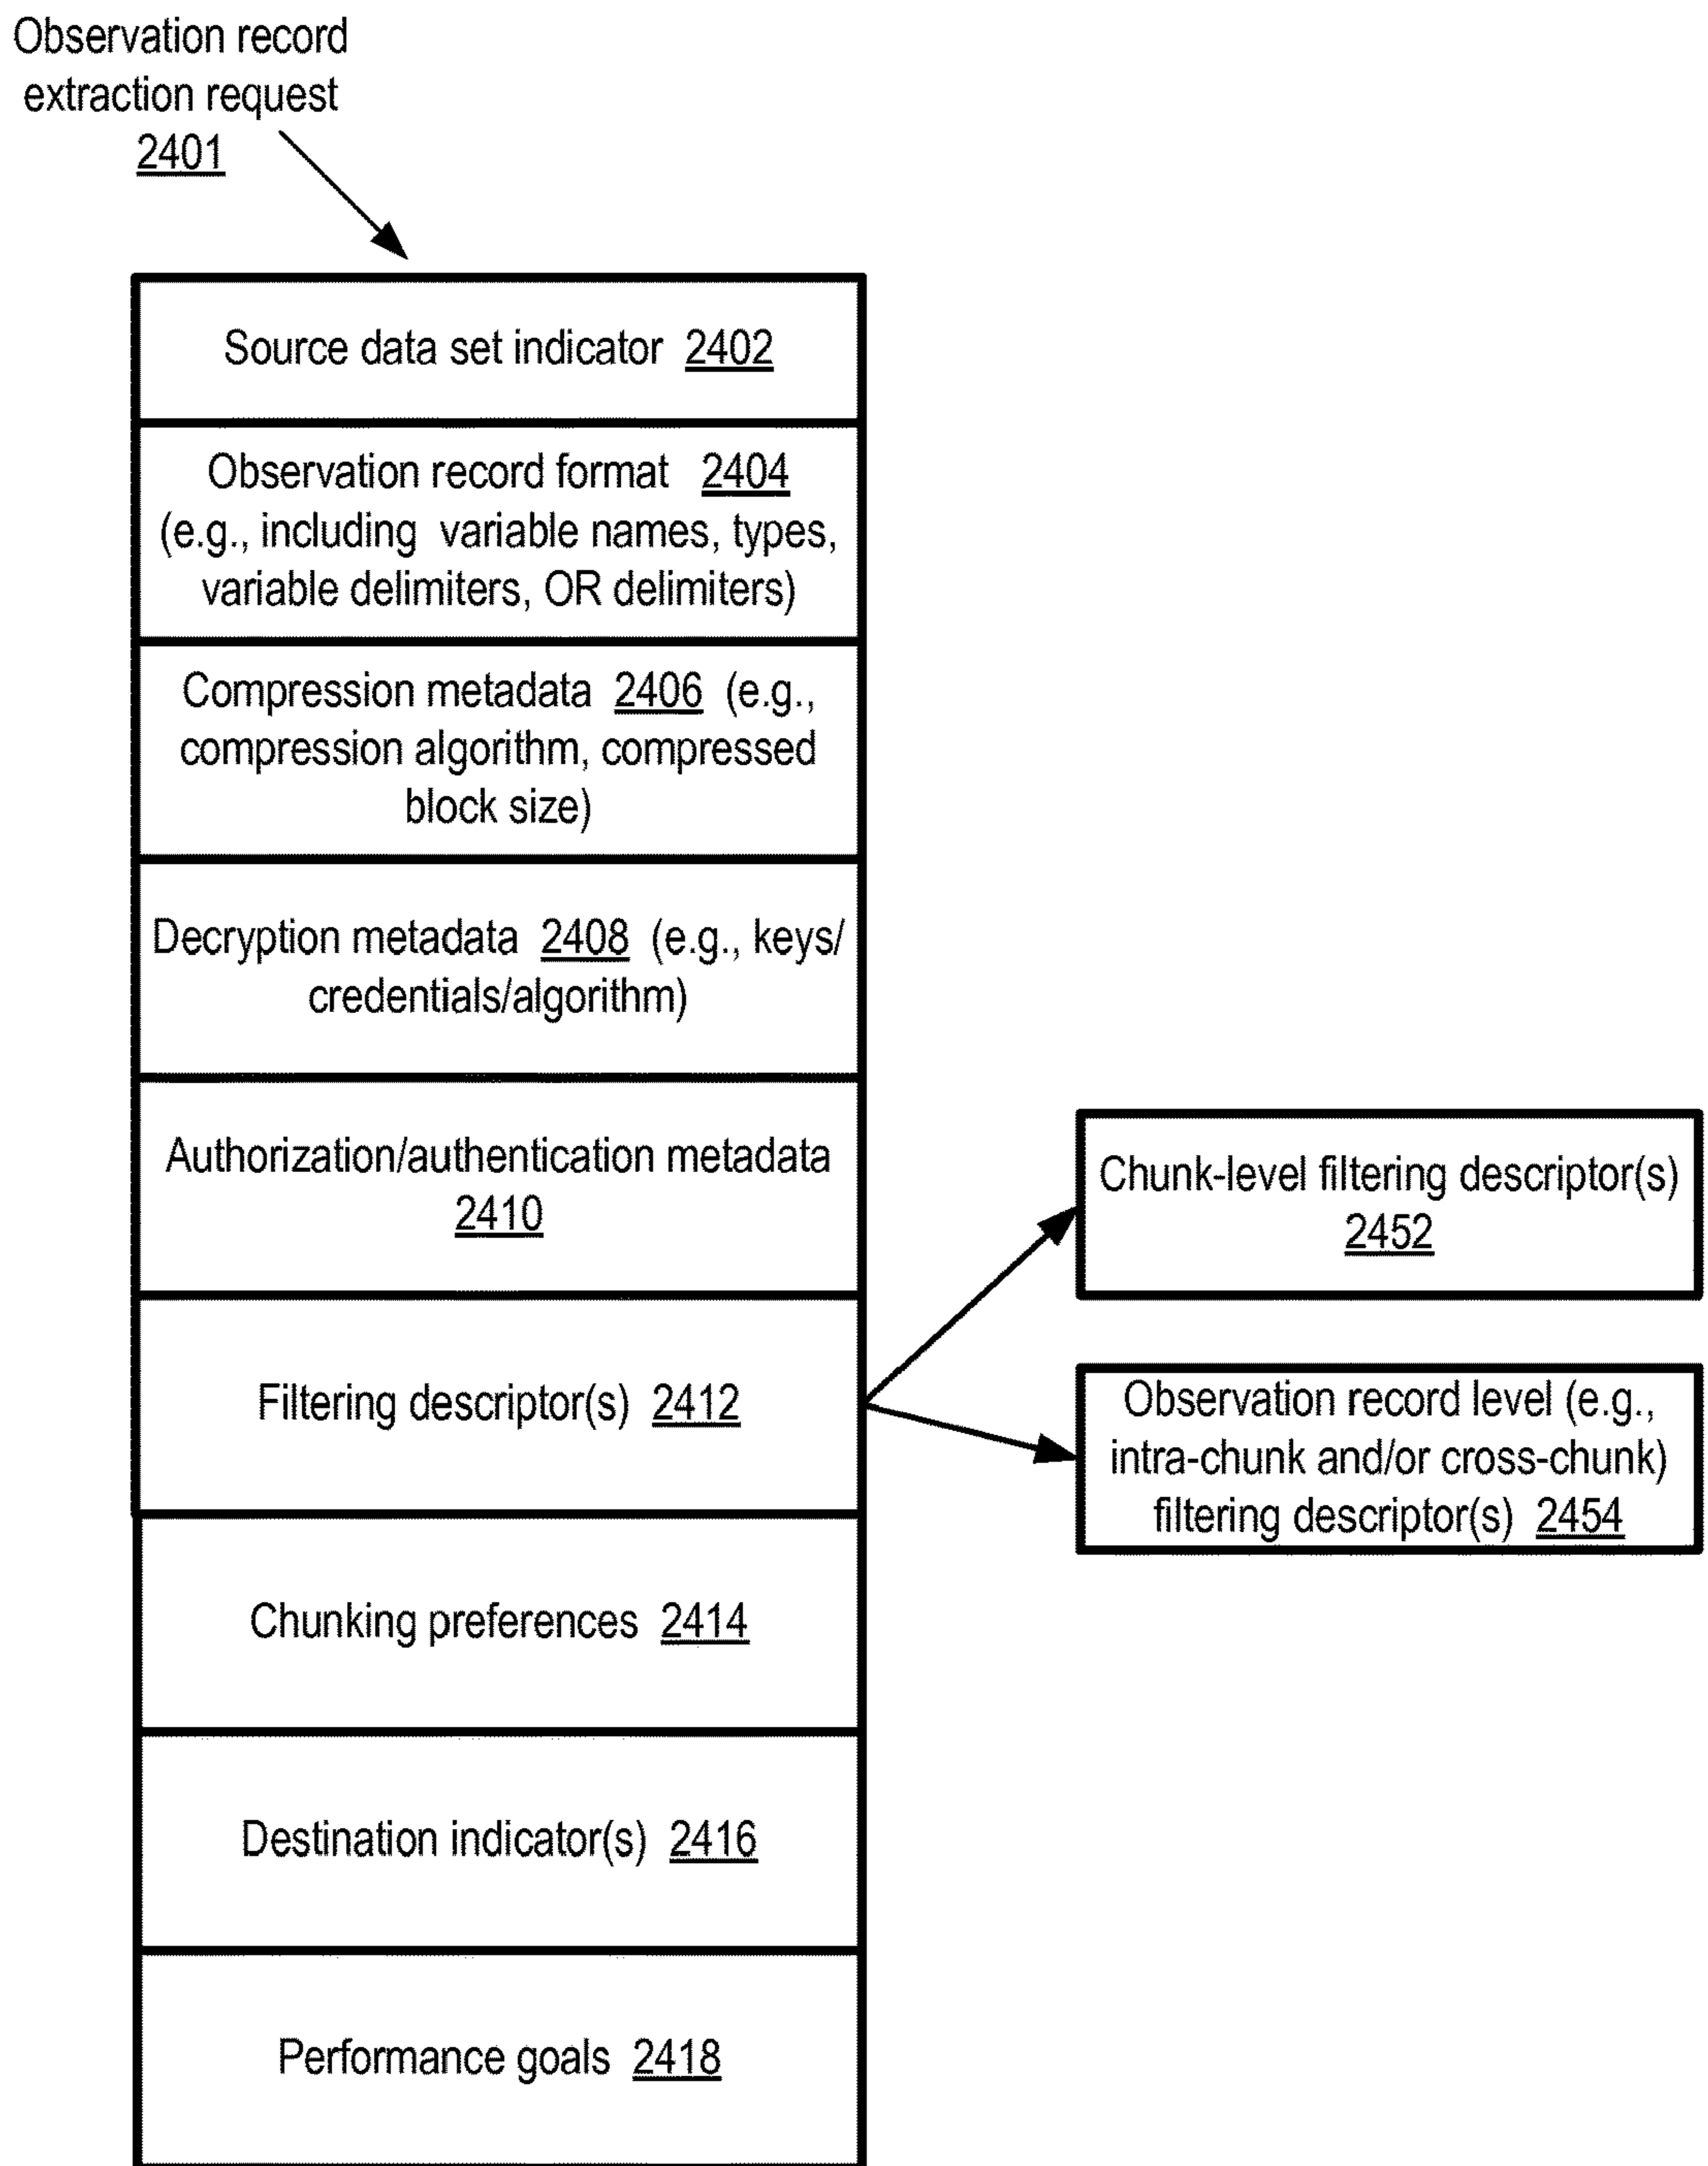 Observation record
extraction request
2401
Source data set indicator 2402
Observation record format 2404
(e.g., including variable names, types,
variable delimiters, OR delimiters)
Compression metadata 2406 (e.g.,
compression algorithm, compressed
block size)
Decryption metadata 2408 (e.g., keys/
credentials/algorithm)
Authorization/authentication metadata
2410
Filtering descriptor(s) 2412
Chunk-level filtering descriptor(s)
2452
Observation record level (e.g.,
intra-chunk and/or cross-chunk)
filtering descriptor(s) 2454
Chunking preferences 2414
Destination indicator(s) 2416
Performance goals 2418